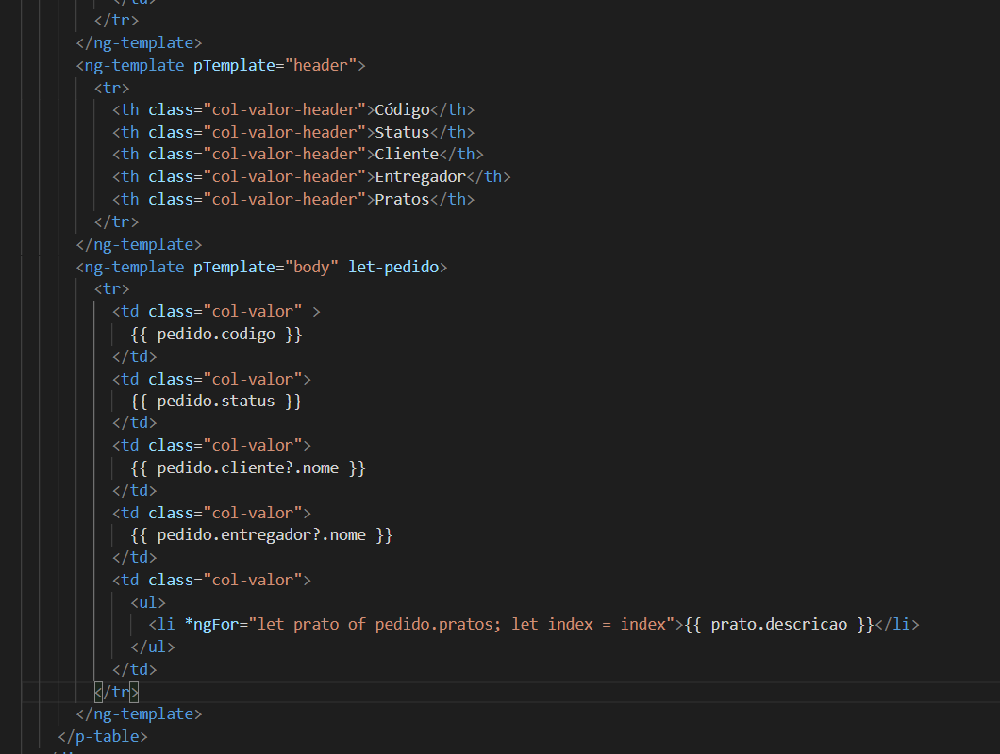 </tr>
</ng-template>
<ng-template pTemplate="header">
<tr>
<th class="col-valor-header">Código</th>
<th class="col-valor-header">Status</th>
<th class="col-valor-header">Cliente</th>
<th class="col-valor-header">Entregador</th>
<th class="col-valor-header">Pratos</th>
</tr>
</ng-template>
<ng-template pTemplate="body" let-pedido>
<tr>
<td class="col-valor" >
{{ pedido.codigo }}
</td>
<td class="col-valor">
{{ pedido.status }}
</td>
<td class="col-valor">
{{ pedido.cliente?.nome }}
</td>
<td class="col-valor">
{{ pedido.entregador?.nome }}
</td>
<td class="col-valor">
<ul>
<li *ngFor="let prato of pedido.pratos; let index = index">{{ prato.descricao }}</li>
</ul>
</td>
</tr>
</ng-template>
</p-table>